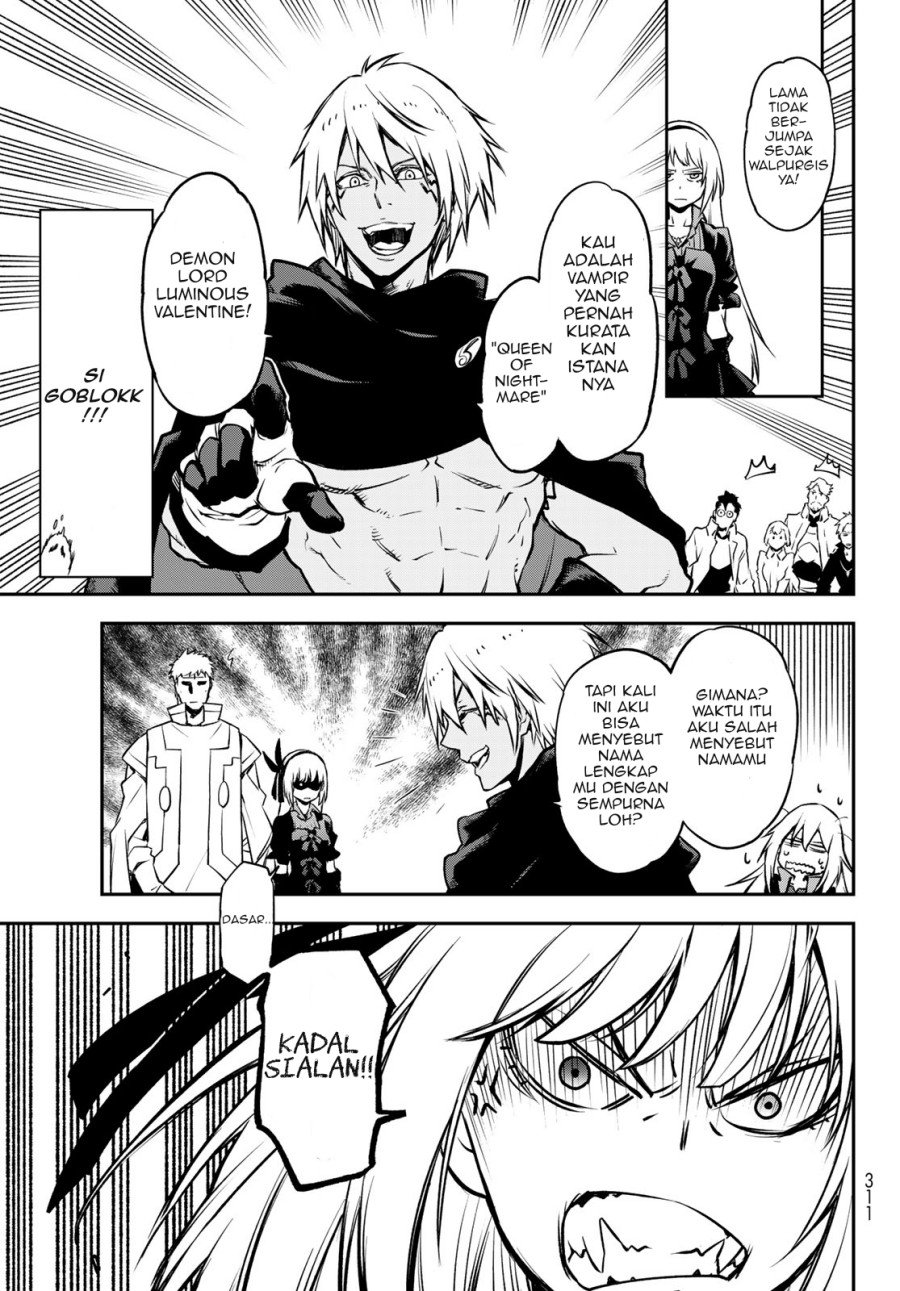 LAMA
TIDAK
BER-
JUMPA
SEJAK
WALPURGIS
YA!
KAU
ADALAH
VAMPIR
YANG
PERNAH
KURATA
KAN
ISTANA
NYA
"QUEEN
OF
NIGHT-
MARE"
DEMON
LORD
LUMINOUS
VALENTINE!
SI
GOBLOKK
!!!
GIMANA?
WAKTU ITU
AKU SALAH
MENYEBUT
NAMAMU
TAPI KALI
INI AKU
BISA
MENYEBUT
NAMA
LENGKAP
MU DENGAN
SEMPURNA
LOH?
DASAR...
KADAL
SIALAN!!
311